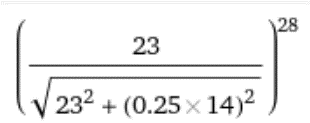 (23 / √(23² + (0.25 × 14)²))²⁸